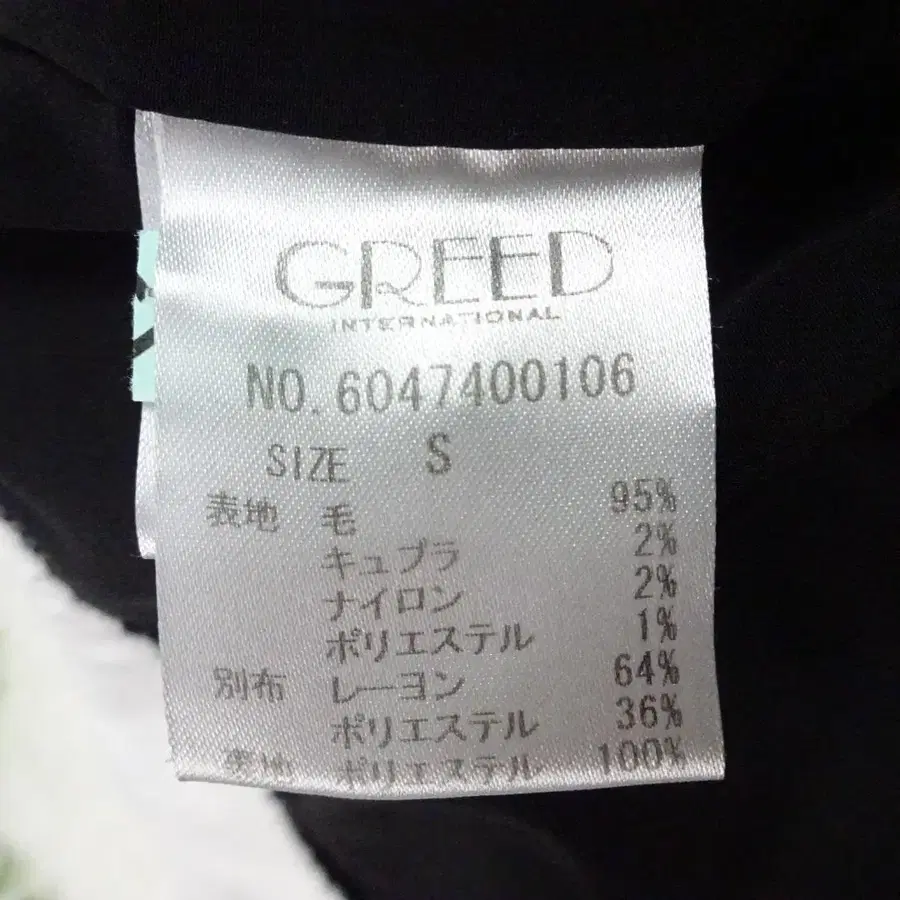 GREED
INTERNATIONAL
NO. 6047400106
SIZE S
表地 毛 95%
キュプラ 2%
ナイロン 2%
ポリエステル 1%
別布 レーヨン 64%
ポリエステル 36%
裏地 ポリエステル 100%